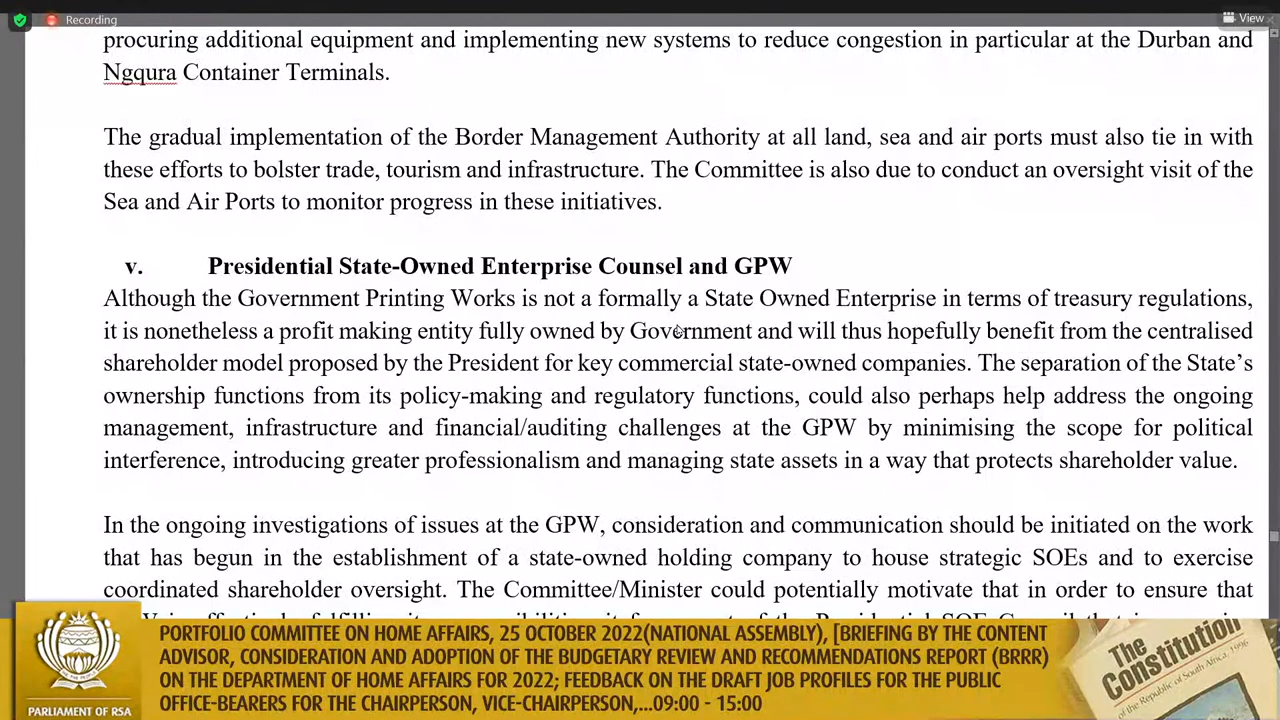 Recording
View
procuring additional equipment and implementing new systems to reduce congestion in particular at the Durban and
Ngqura Container Terminals.
The gradual implementation of the Border Management Authority at all land, sea and air ports must also tie in with
these efforts to bolster trade, tourism and infrastructure. The Committee is also due to conduct an oversight visit of the
Sea and Air Ports to monitor progress in these initiatives.
v. Presidential State-Owned Enterprise Counsel and GPW
Although the Government Printing Works is not a formally a State Owned Enterprise in terms of treasury regulations,
it is nonetheless a profit making entity fully owned by Government and will thus hopefully benefit from the centralised
shareholder model proposed by the President for key commercial state-owned companies. The separation of the State’s
ownership functions from its policy-making and regulatory functions, could also perhaps help address the ongoing
management, infrastructure and financial/auditing challenges at the GPW by minimising the scope for political
interference, introducing greater professionalism and managing state assets in a way that protects shareholder value.
In the ongoing investigations of issues at the GPW, consideration and communication should be initiated on the work
that has begun in the establishment of a state-owned holding company to house strategic SOEs and to exercise
coordinated shareholder oversight. The Committee/Minister could potentially motivate that in order to ensure that
PORTFOLIO COMMITTEE ON HOME AFFAIRS, 25 OCTOBER 2022(NATIONAL ASSEMBLY), [BRIEFING BY THE CONTENT
ADVISOR, CONSIDERATION AND ADOPTION OF THE BUDGETARY REVIEW AND RECOMMENDATIONS REPORT (BRRR)
ON THE DEPARTMENT OF HOME AFFAIRS FOR 2022; FEEDBACK ON THE DRAFT JOB PROFILES FOR THE PUBLIC
OFFICE-BEARERS FOR THE CHAIRPERSON, VICE-CHAIRPERSON,...09:00 - 15:00
PARLIAMENT OF RSA
The
Constitution
of the Republic of South Africa, 1996